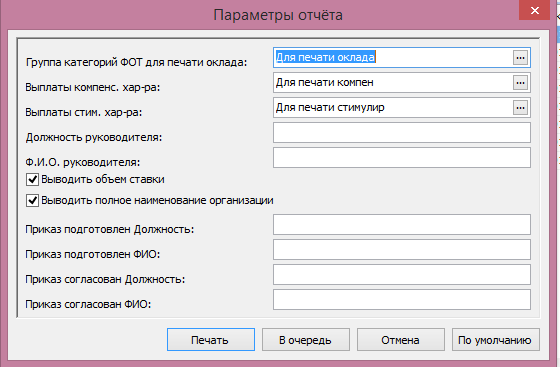 Параметры отчёта
Группа категорий ФОТ для печати оклада: Для печати оклада ...
Выплаты компенс. хар-ра: Для печати компен ...
Выплаты стим. хар-ра: Для печати стимулир ...
Должность руководителя:
Ф.И.О. руководителя:
Выводить объем ставки
Выводить полное наименование организации
Приказ подготовлен Должность:
Приказ подготовлен ФИО:
Приказ согласован Должность:
Приказ согласован ФИО:
Печать В очередь Отмена По умолчанию